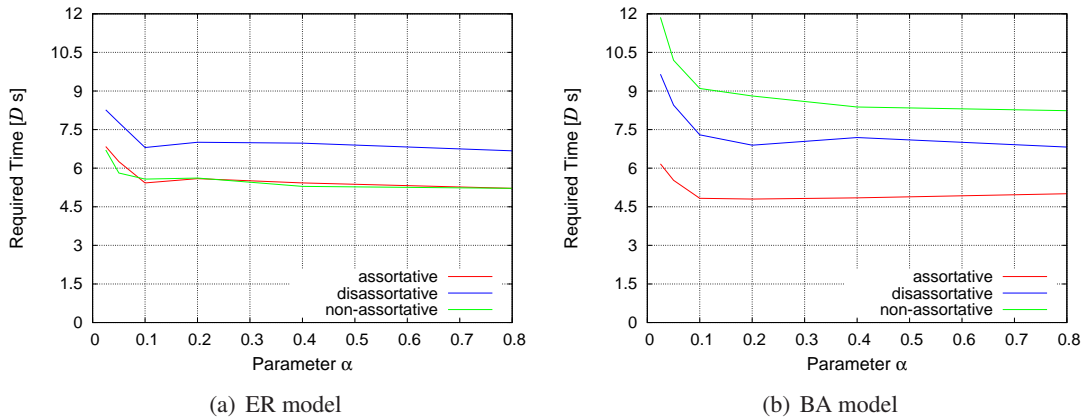 12
10.5
9
7.5
6
4.5
3
1.5
0
Required Time [D s]
assortative
disassortative
non-assortative
0 0.1 0.2 0.3 0.4 0.5 0.6 0.7 0.8
Parameter α
(a) ER model
12
10.5
9
7.5
6
4.5
3
1.5
0
Required Time [D s]
assortative
disassortative
non-assortative
0 0.1 0.2 0.3 0.4 0.5 0.6 0.7 0.8
Parameter α
(b) BA model